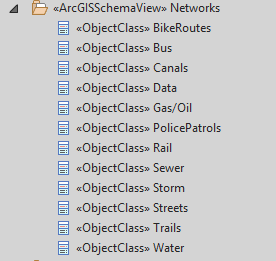 «ArcGISSchemaView» Networks
«ObjectClass» BikeRoutes
«ObjectClass» Bus
«ObjectClass» Canals
«ObjectClass» Data
«ObjectClass» Gas/Oil
«ObjectClass» PolicePatrols
«ObjectClass» Rail
«ObjectClass» Sewer
«ObjectClass» Storm
«ObjectClass» Streets
«ObjectClass» Trails
«ObjectClass» Water